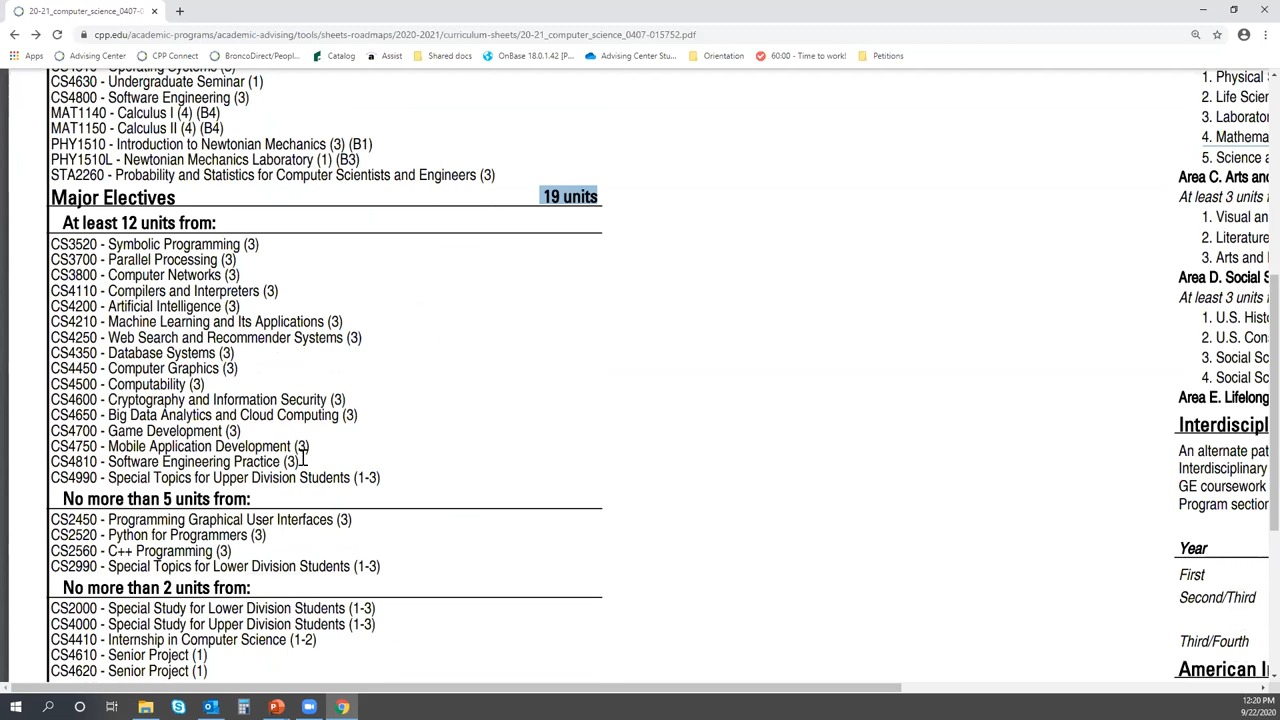 20-21_computer_science_0407-0
cpp.edu/academic-programs/academic-advising/tools/sheets-roadmaps/2020-2021/curriculum-sheets/20-21_computer_science_0407-015752.pdf
Apps Advising Center CPP Connect BroncoDirect/Peopl... Catalog Assist Shared docs OnBase 18.0.1.42 [P... Advising Center Stu... Orientation 60:00 - Time to work! Petitions
CS4630 - Undergraduate Seminar (1)
CS4800 - Software Engineering (3)
MAT1140 - Calculus I (4) (B4)
MAT1150 - Calculus II (4) (B4)
PHY1510 - Introduction to Newtonian Mechanics (3) (B1)
PHY1510L - Newtonian Mechanics Laboratory (1) (B3)
STA2260 - Probability and Statistics for Computer Scientists and Engineers (3)
Major Electives 19 units
At least 12 units from:
CS3520 - Symbolic Programming (3)
CS3700 - Parallel Processing (3)
CS3800 - Computer Networks (3)
CS4110 - Compilers and Interpreters (3)
CS4200 - Artificial Intelligence (3)
CS4210 - Machine Learning and Its Applications (3)
CS4250 - Web Search and Recommender Systems (3)
CS4350 - Database Systems (3)
CS4450 - Computer Graphics (3)
CS4500 - Computability (3)
CS4600 - Cryptography and Information Security (3)
CS4650 - Big Data Analytics and Cloud Computing (3)
CS4700 - Game Development (3)
CS4750 - Mobile Application Development (3)
CS4810 - Software Engineering Practice (3)
CS4990 - Special Topics for Upper Division Students (1-3)
No more than 5 units from:
CS2450 - Programming Graphical User Interfaces (3)
CS2520 - Python for Programmers (3)
CS2560 - C++ Programming (3)
CS2990 - Special Topics for Lower Division Students (1-3)
No more than 2 units from:
CS2000 - Special Study for Lower Division Students (1-3)
CS4000 - Special Study for Upper Division Students (1-3)
CS4410 - Internship in Computer Science (1-2)
CS4610 - Senior Project (1)
CS4620 - Senior Project (1)
1. Physical
2. Life Scien
3. Laborato
4. Mathema
5. Science a
Area C. Arts and
At least 3 units f
1. Visual an
2. Literature
3. Arts and
Area D. Social S
At least 3 units f
1. U.S. Hist
2. U.S. Con
3. Social Sc
4. Social Sc
Area E. Lifelong
Interdiscipl
An alternate pat
Interdisciplinary
GE coursework
Program section
Year
First
Second/Third
Third/Fourth
American I
12:20 PM
9/22/2020